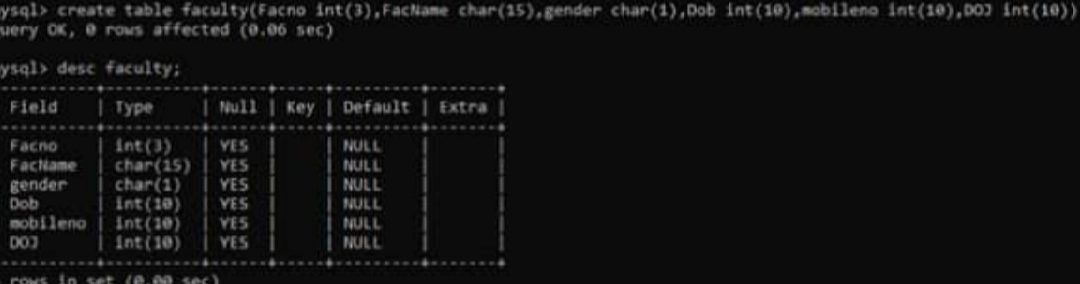 ysql> create table faculty(Facno int(3),FacName char(15),gender char(1),Dob int(10),mobileno int(10),DOJ int(10))
uery OK, 0 rows affected (0.06 sec)
ysql> desc faculty;
Field | Type | Null | Key | Default | Extra |
Facno | int(3) | YES | | NULL | |
FacName | char(15) | YES | | NULL | |
gender | char(1) | YES | | NULL | |
Dob | int(10) | YES | | NULL | |
mobileno | int(10) | YES | | NULL | |
DOJ | int(10) | YES | | NULL | |
rows in set (0.00 sec)